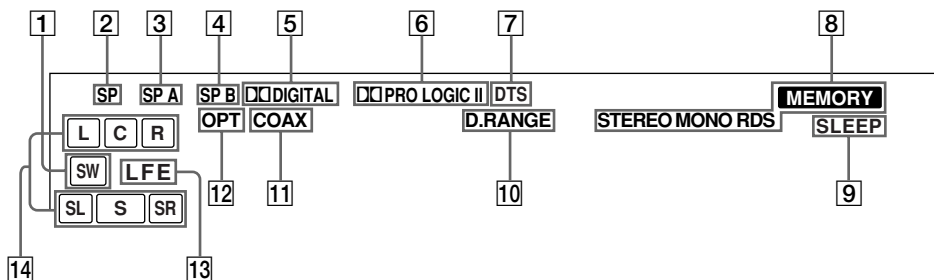 1 2 3 4 5 6 7 8
SP SP A SP B DIGITAL PRO LOGIC II DTS MEMORY
OPT COAX D.RANGE STEREO MONO RDS SLEEP
L C R
SW LFE 12 11 10 9
SL S SR
14 13